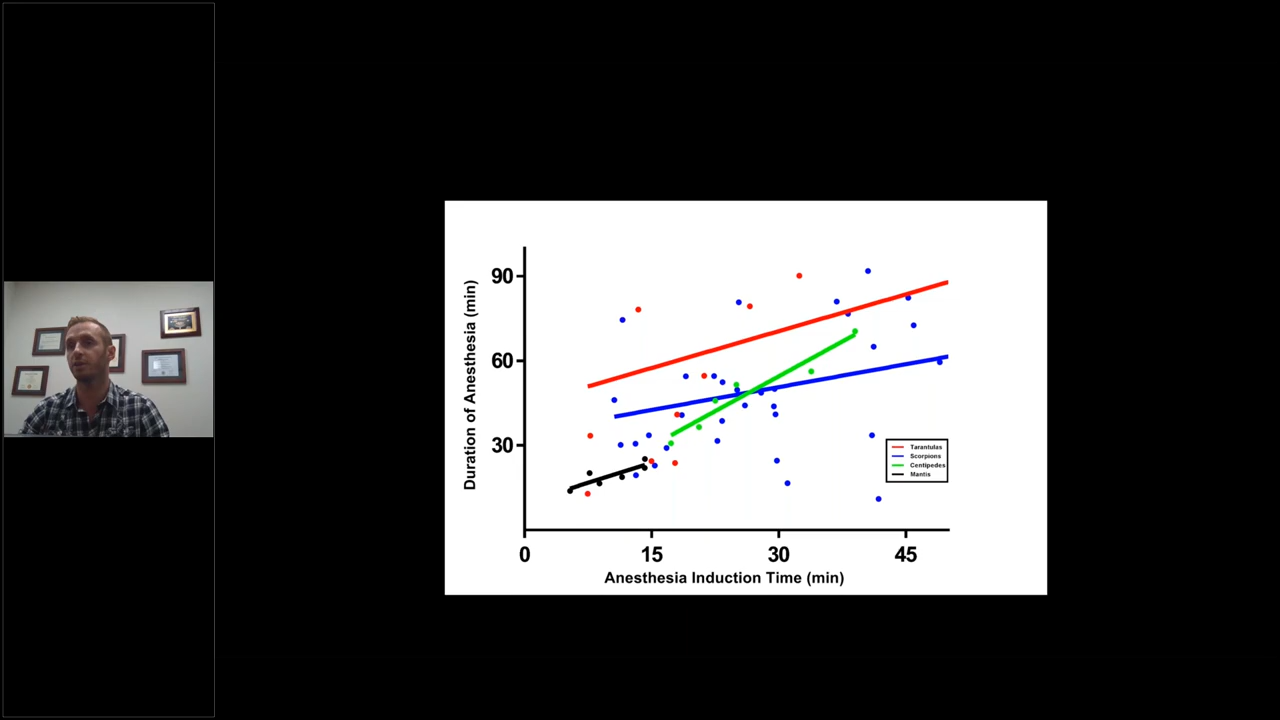 90
60
30
Duration of Anesthesia (min)
Tarantulas
Scorpions
Centipedes
Mantis
0 15 30 45
Anesthesia Induction Time (min)